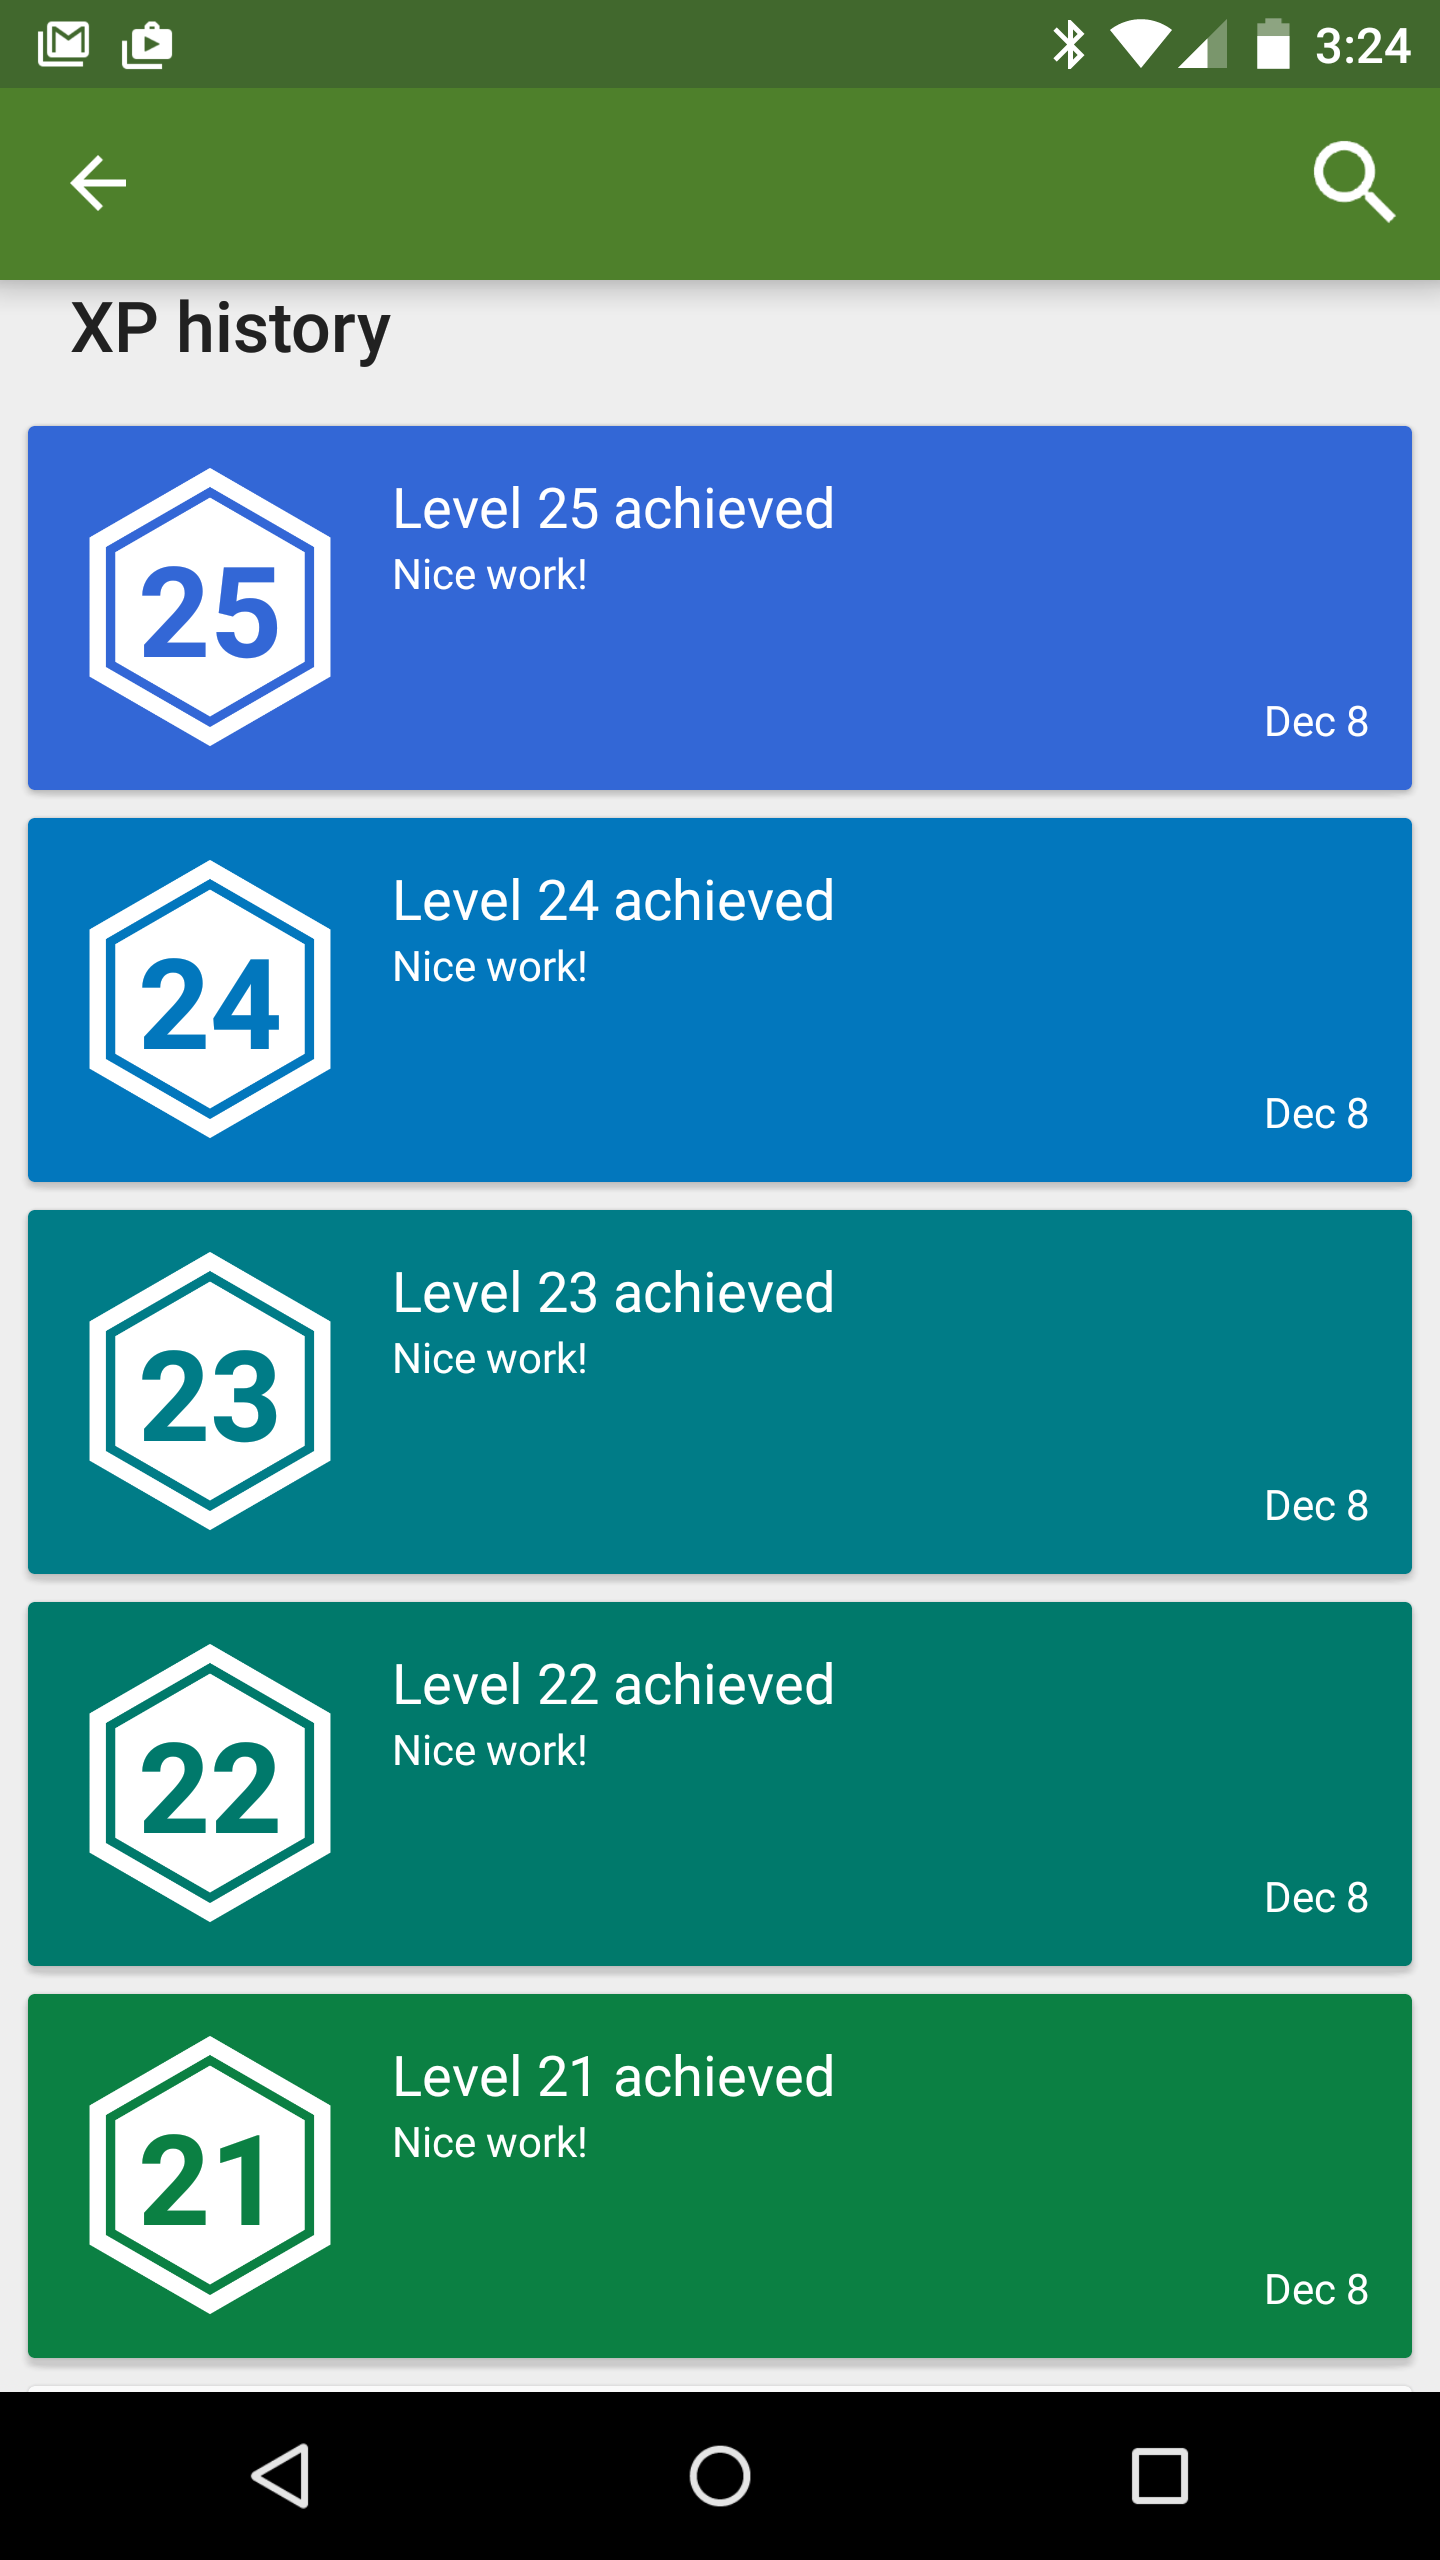 3:24
XP history
25
Level 25 achieved
Nice work!
Dec 8
24
Level 24 achieved
Nice work!
Dec 8
23
Level 23 achieved
Nice work!
Dec 8
22
Level 22 achieved
Nice work!
Dec 8
21
Level 21 achieved
Nice work!
Dec 8